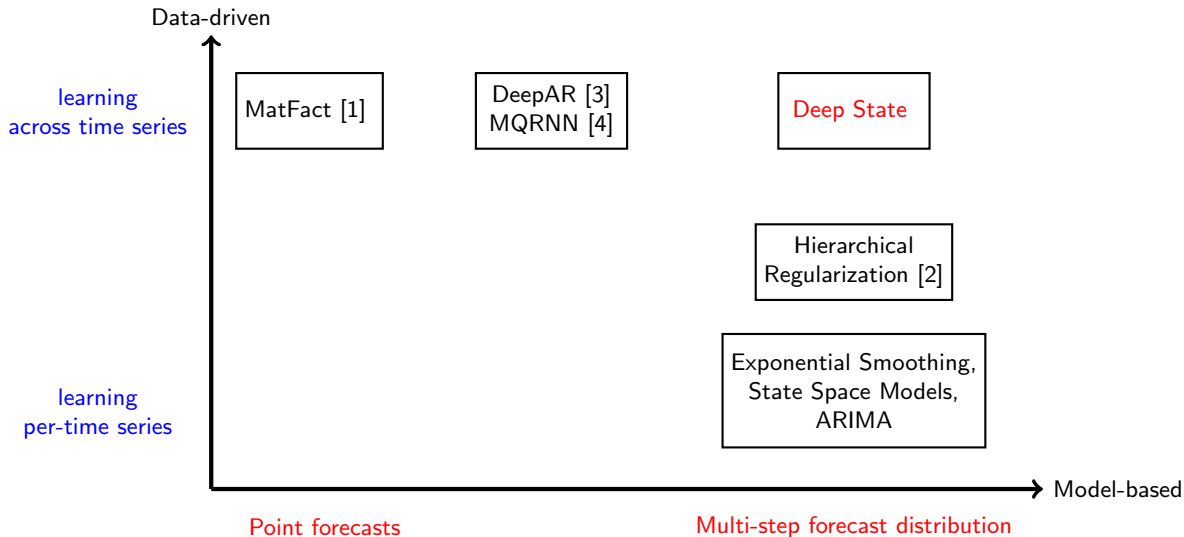 Data-driven
learning
across time series
MatFact [1]
DeepAR [3]
MQRNN [4]
Deep State
Hierarchical
Regularization [2]
Exponential Smoothing,
State Space Models,
ARIMA
learning
per-time series
Model-based
Point forecasts
Multi-step forecast distribution